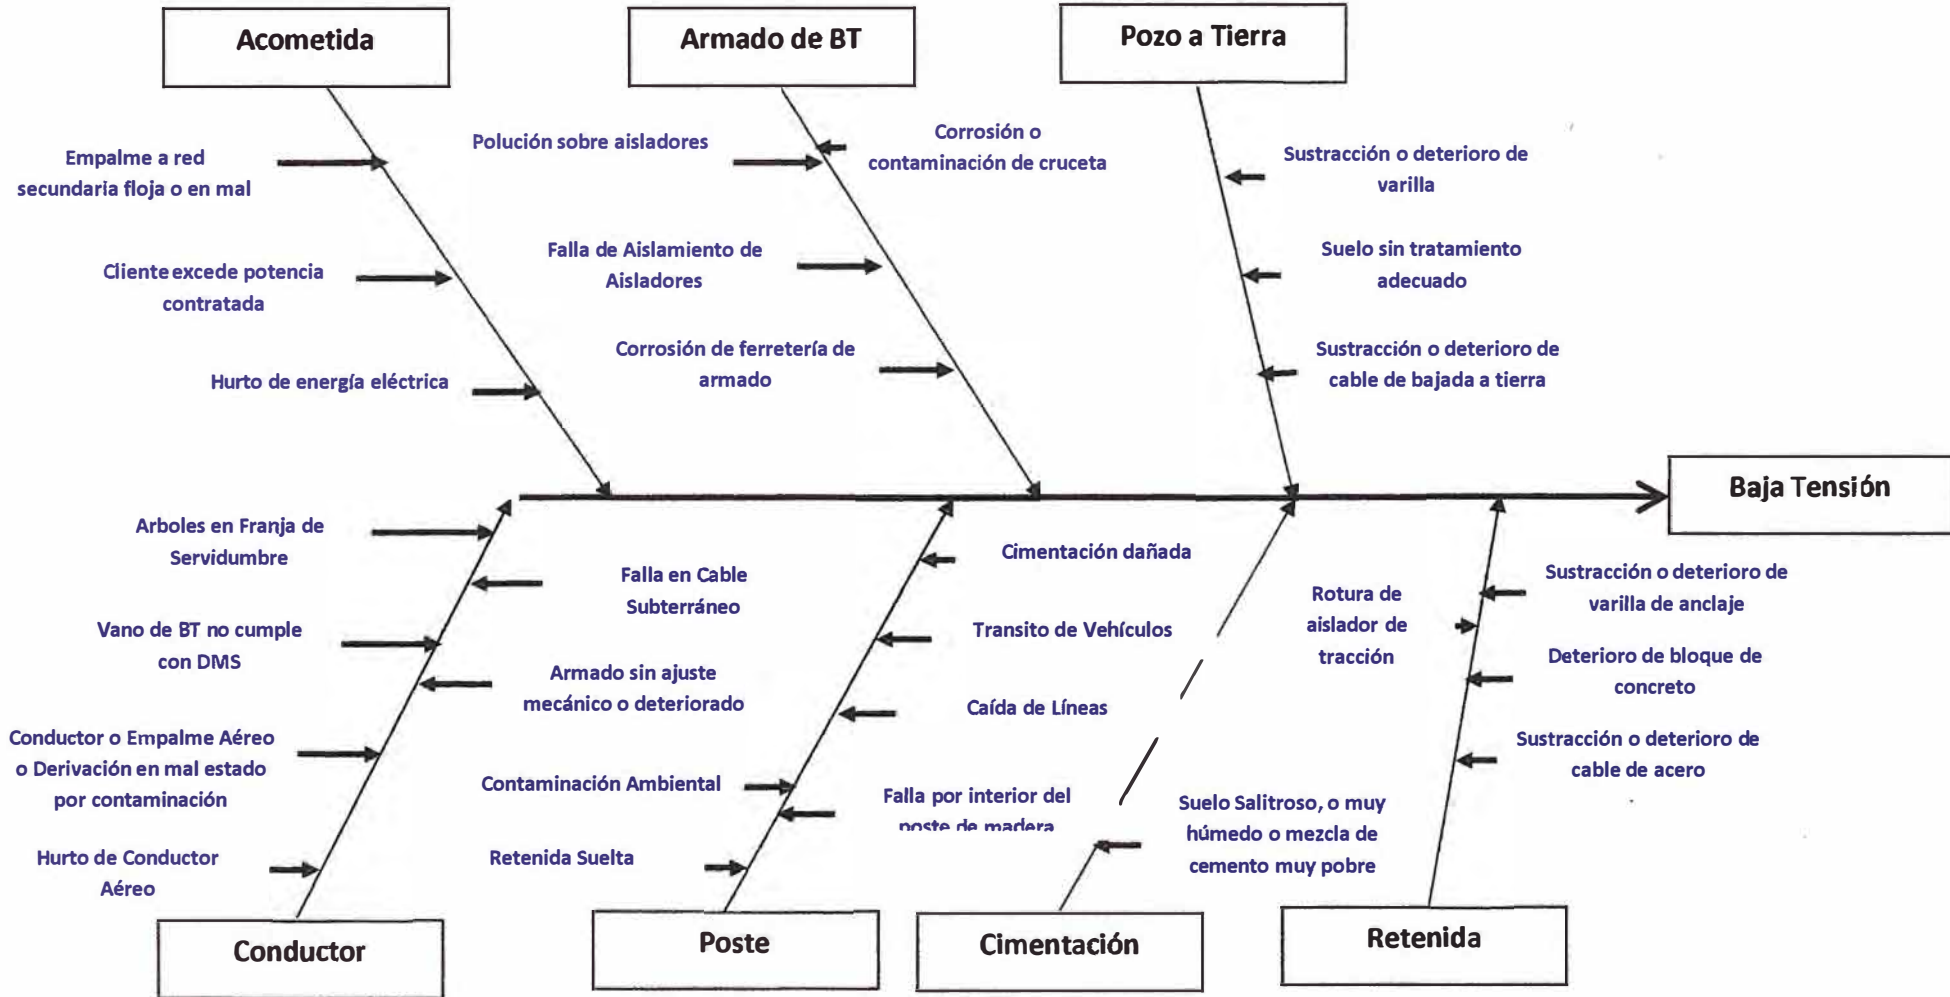 Acometida
Armado de BT
Pozo a Tierra
Empalme a red
secundaria floja o en mal
Cliente excede potencia
contratada
Hurto de energía eléctrica
Polución sobre aisladores
Corrosión o
contaminación de cruceta
Falla de Aislamiento de
Aisladores
Corrosión de ferretería de
armado
Sustracción o deterioro de
varilla
Suelo sin tratamiento
adecuado
Sustracción o deterioro de
cable de bajada a tierra
Baja Tensión
Arboles en Franja de
Servidumbre
Falla en Cable
Subterráneo
Vano de BT no cumple
con DMS
Armado sin ajuste
mecánico o deteriorado
Conductor o Empalme Aéreo
o Derivación en mal estado
por contaminación
Hurto de Conductor
Aéreo
Cimentación dañada
Transito de Vehículos
Caída de Líneas
Contaminación Ambiental
Falla por interior del
poste de madera
Retenida Suelta
Suelo Salitroso, o muy
húmedo o mezcla de
cemento muy pobre
Rotura de
aislador de
tracción
Sustracción o deterioro de
varilla de anclaje
Deterioro de bloque de
concreto
Sustracción o deterioro de
cable de acero
Conductor
Poste
Cimentación
Retenida